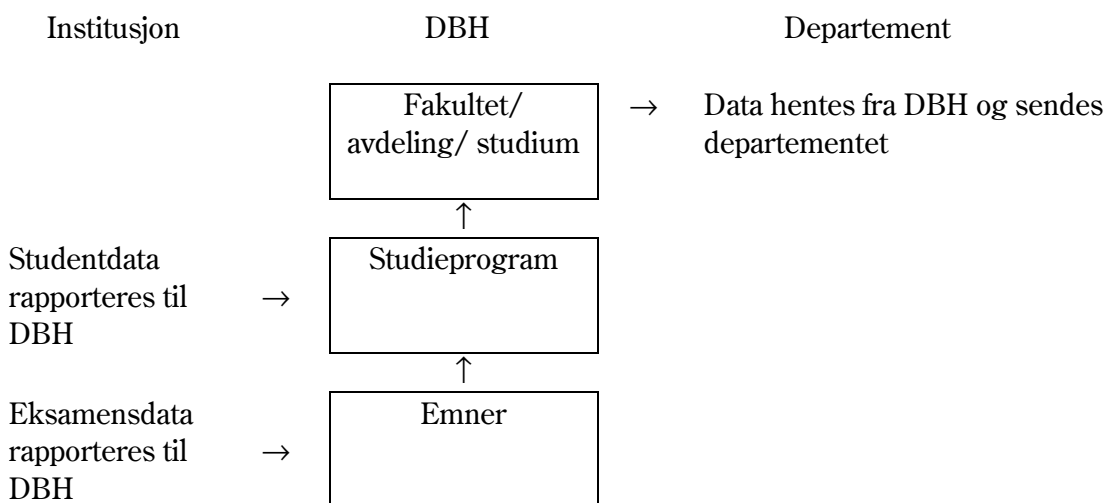 Institusjon DBH Departement
Fakultet/
avdeling/ studium
→ Data hentes fra DBH og sendes
departementet
↑
Studentdata
rapporteres til
DBH
→
Studieprogram
↑
Eksamensdata
rapporteres til
DBH
→
Emner